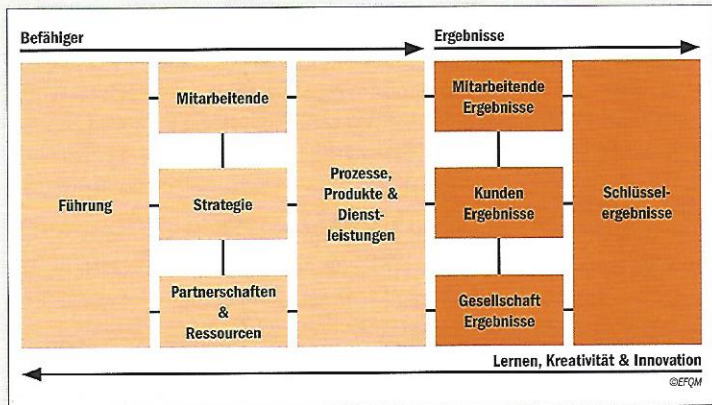 Befähiger
Ergebnisse
Führung
Mitarbeitende
Strategie
Partnerschaften
&
Ressourcen
Prozesse,
Produkte &
Dienst-
leistungen
Mitarbeitende
Ergebnisse
Kunden
Ergebnisse
Gesellschaft
Ergebnisse
Schlüssel-
ergebnisse
Lernen, Kreativität & Innovation
©EFQM